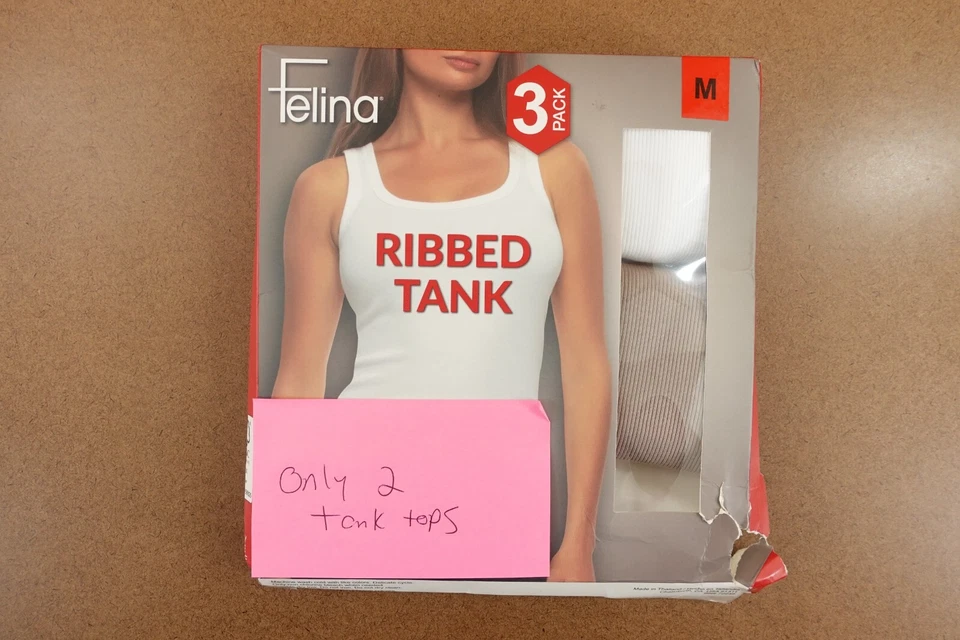 Felina
3
PACK
M
RIBBED
TANK
Only 2
tank tops